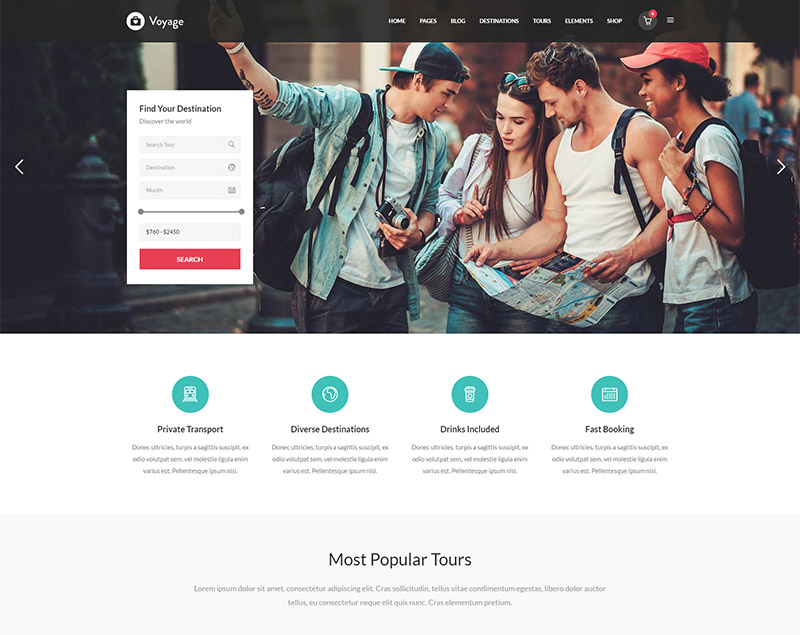 Voyage
HOME PAGES BLOG DESTINATIONS TOURS ELEMENTS SHOP
4
Find Your Destination
Discover the world
Search Tour
Destination
Month
$760 - $2450
SEARCH
Private Transport
Donec ultricies, turpis a sagittis suscipit, ex
odio volutpat sem, vel molestie ligula enim
varius est. Pellentesque ipsum nisi.
Diverse Destinations
Donec ultricies, turpis a sagittis suscipit, ex
odio volutpat sem, vel molestie ligula enim
varius est. Pellentesque ipsum nisi.
Drinks Included
Donec ultricies, turpis a sagittis suscipit, ex
odio volutpat sem, vel molestie ligula enim
varius est. Pellentesque ipsum nisi.
Fast Booking
Donec ultricies, turpis a sagittis suscipit, ex
odio volutpat sem, vel molestie ligula enim
varius est. Pellentesque ipsum nisi.
Most Popular Tours
Lorem ipsum dolor sit amet, consectetur adipiscing elit. Cras sollicitudin, tellus vitae condimentum egestas, libero dolor auctor
tellus, eu consectetur neque elit quis nunc. Cras elementum pretium.